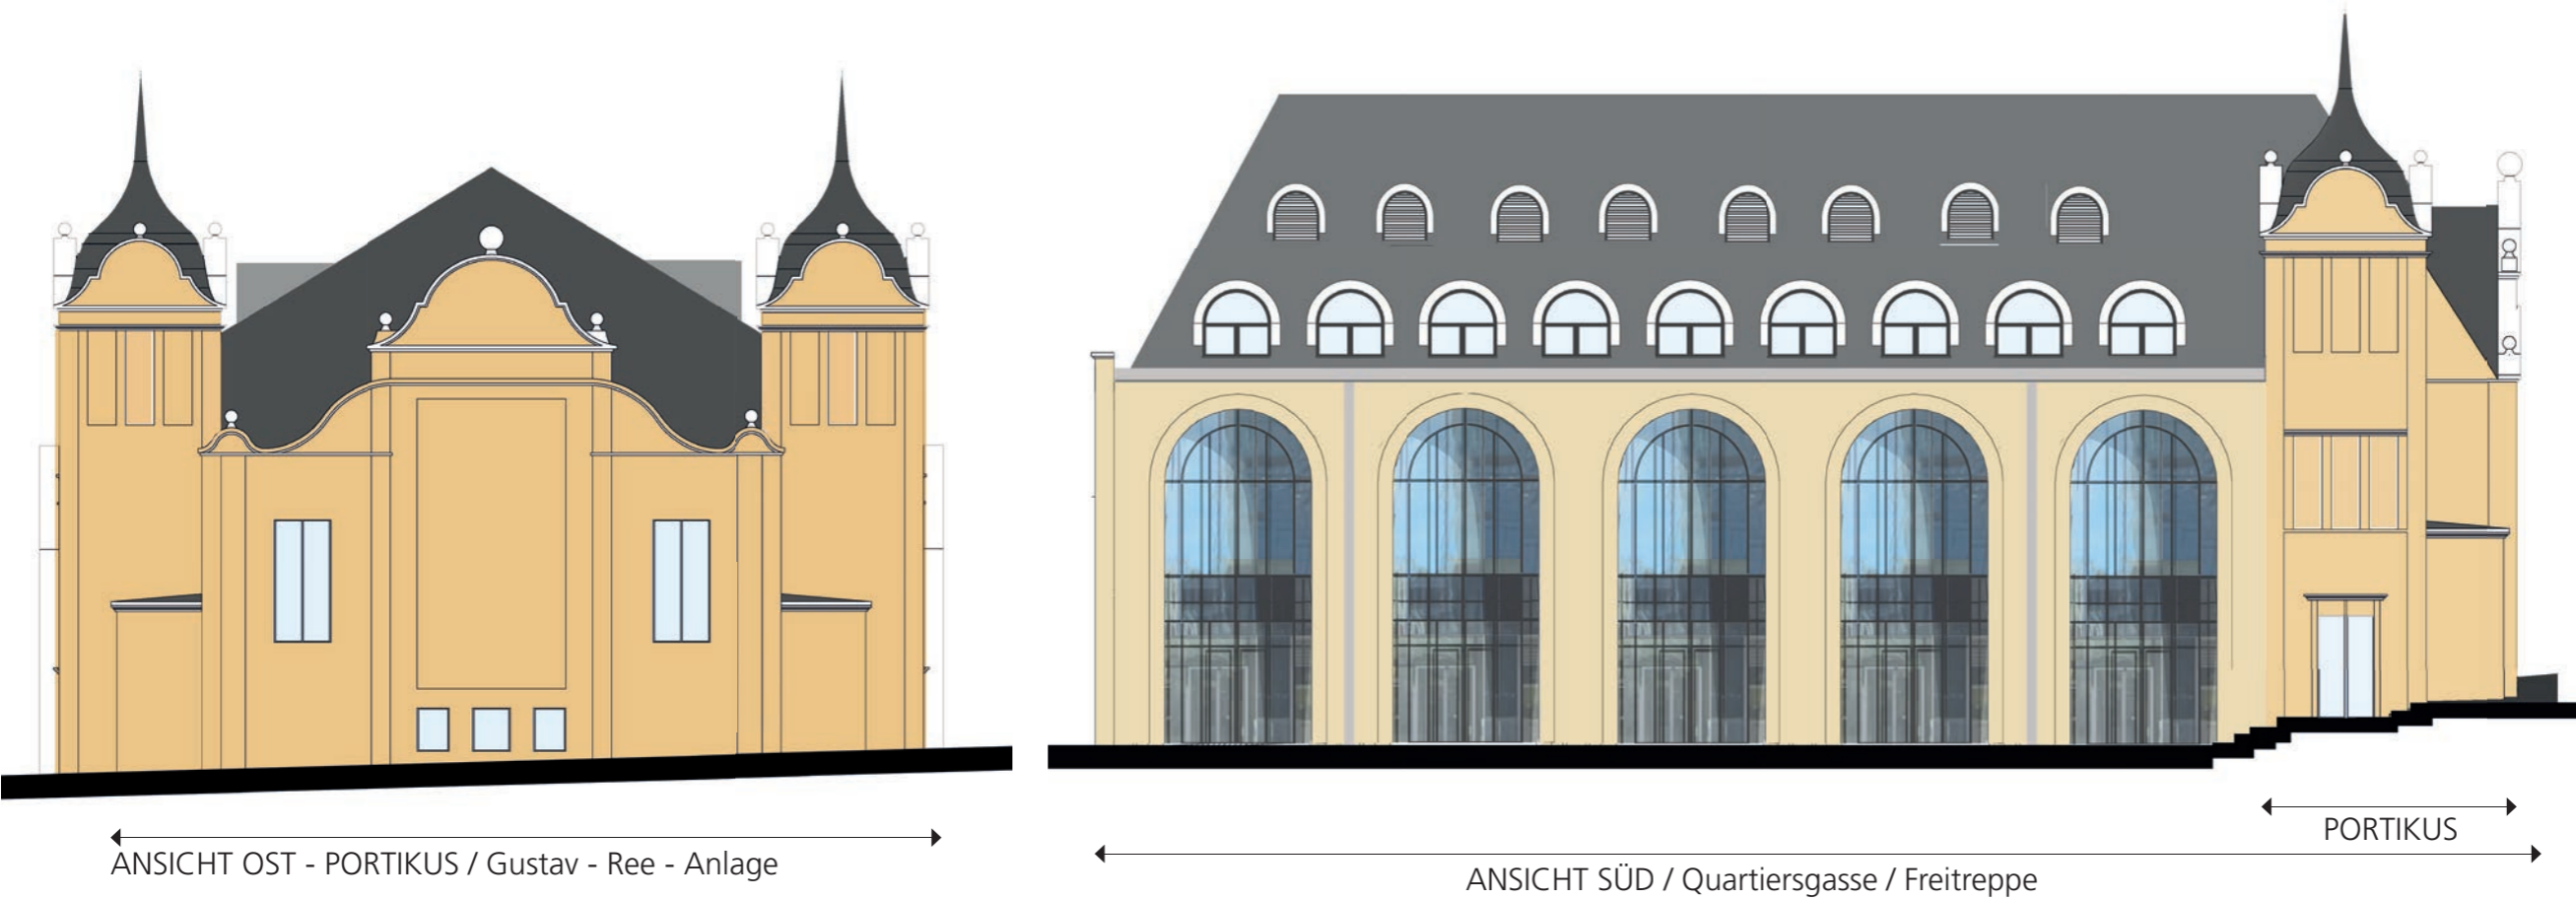 ANSICHT OST - PORTIKUS / Gustav - Ree - Anlage
PORTIKUS
ANSICHT SÜD / Quartiersgasse / Freitreppe